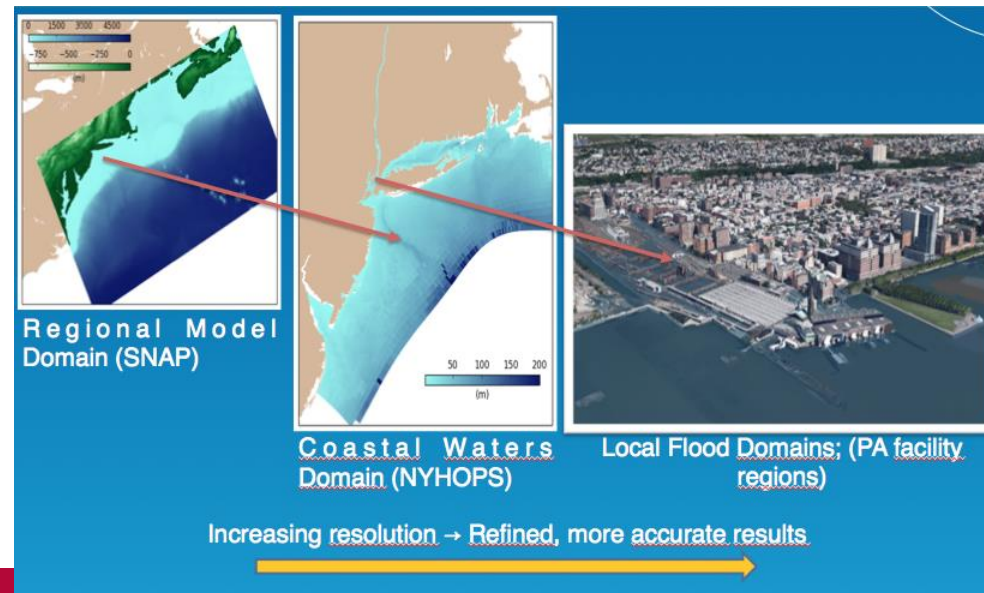 0 1500 3000 4500
−750 −500 −250 0
(m)
Regional Model
Domain (SNAP)
50 100 150 200
(m)
Coastal Waters
Domain (NYHOPS)
Local Flood Domains; (PA facility
regions)
Increasing resolution → Refined, more accurate results